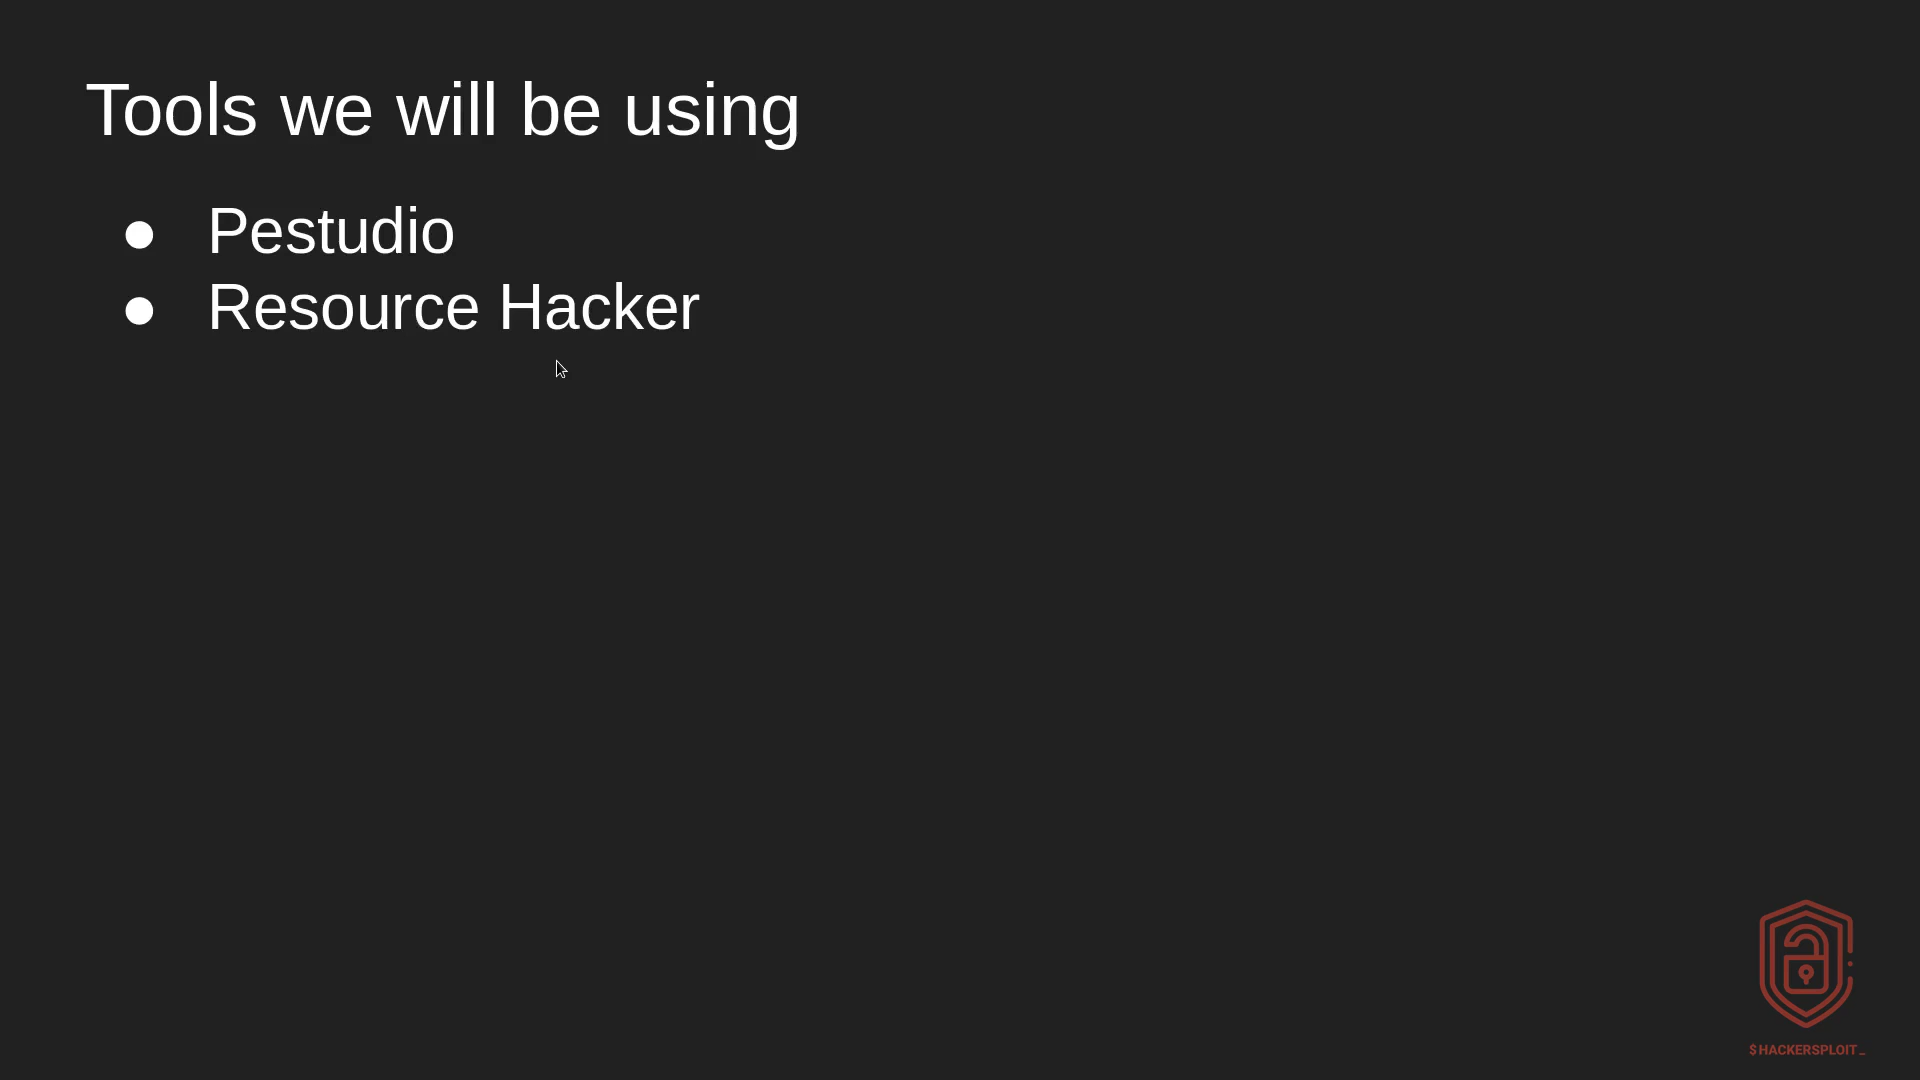 Tools we will be using
● Pestudio
● Resource Hacker
$HACKERSPLOIT_